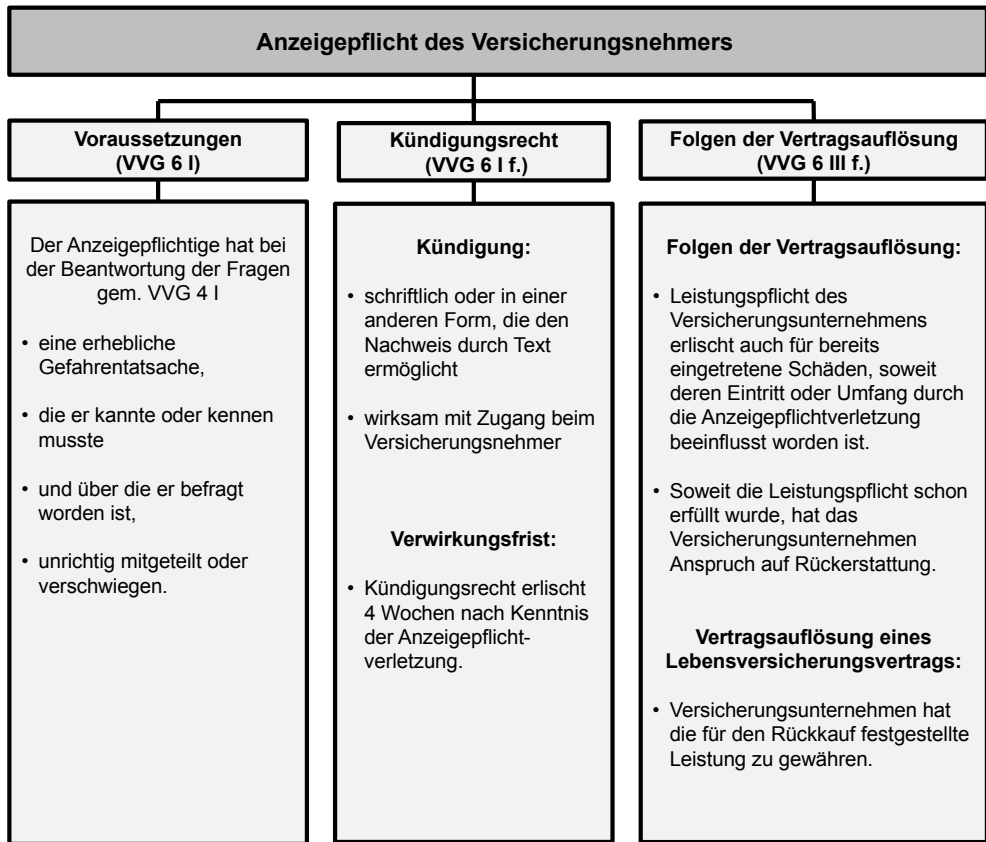 Anzeigepflicht des Versicherungsnehmers
Voraussetzungen
(VVG 6 I)
Der Anzeigepflichtige hat bei
der Beantwortung der Fragen
gem. VVG 4 I
• eine erhebliche
Gefahrentatsache,
• die er kannte oder kennen
musste
• und über die er befragt
worden ist,
• unrichtig mitgeteilt oder
verschwiegen.
Kündigungsrecht
(VVG 6 I f.)
Kündigung:
• schriftlich oder in einer
anderen Form, die den
Nachweis durch Text
ermöglicht
• wirksam mit Zugang beim
Versicherungsnehmer
Verwirkungsfrist:
• Kündigungsrecht erlischt
4 Wochen nach Kenntnis
der Anzeigepflicht-
verletzung.
Folgen der Vertragsauflösung
(VVG 6 III f.)
Folgen der Vertragsauflösung:
• Leistungspflicht des
Versicherungsunternehmens
erlischt auch für bereits
eingetretene Schäden, soweit
deren Eintritt oder Umfang durch
die Anzeigepflichtverletzung
beeinflusst worden ist.
• Soweit die Leistungspflicht schon
erfüllt wurde, hat das
Versicherungsunternehmen
Anspruch auf Rückerstattung.
Vertragsauflösung eines
Lebensversicherungsvertrags:
• Versicherungsunternehmen hat
die für den Rückkauf festgestellte
Leistung zu gewähren.